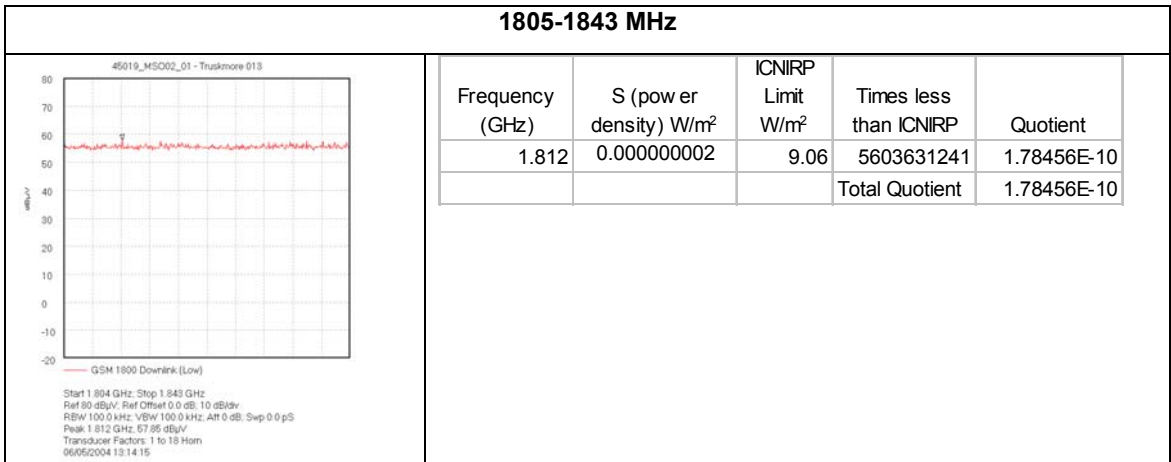 1805-1843 MHz
45019_MSO02_01 - Truskmore 013
80
70
60
50
40
30
20
10
0
-10
-20
dBµV
GSM 1800 Downlink (Low)
Start 1.804 GHz; Stop 1.843 GHz
Ref 80 dBµV; Ref Offset 0.0 dB; 10 dB/div
RBW 100.0 kHz; VBW 100.0 kHz; Att 0 dB; Swp 0.0 pS
Peak 1.812 GHz, 57.85 dBµV
Transducer Factors: 1 to 18 Horn
06/05/2004 13:14:15
Frequency (GHz) S (pow er density) W/m² ICNIRP Limit W/m² Times less than ICNIRP Quotient
1.812 0.000000002 9.06 5603631241 1.78456E-10
Total Quotient 1.78456E-10